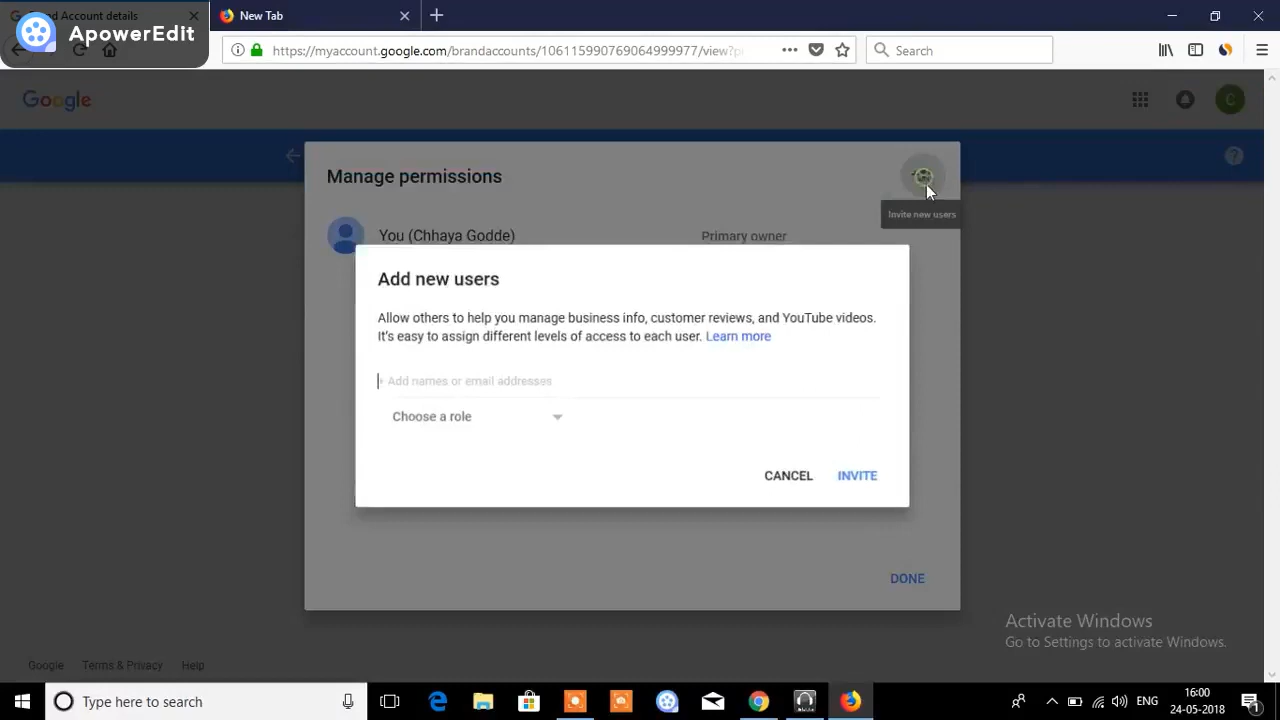 Account details
New Tab
ApowerEdit
https://myaccount.google.com/brandaccounts/106115990769064999977/view?p
Search
Google
C
Manage permissions
Invite new users
You (Chhaya Godde)
Primary owner
Add new users
Allow others to help you manage business info, customer reviews, and YouTube videos.
It's easy to assign different levels of access to each user. Learn more
Add names or email addresses
Choose a role
CANCEL
INVITE
DONE
Activate Windows
Go to Settings to activate Windows.
Google
Terms & Privacy
Help
Type here to search
ENG
16:00
24-05-2018
1